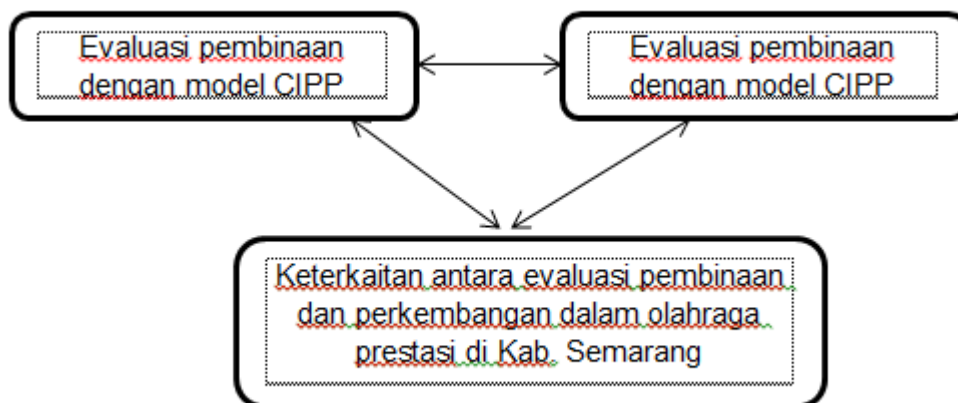 Evaluasi pembinaan
dengan model CIPP
Evaluasi pembinaan
dengan model CIPP
Keterkaitan antara evaluasi pembinaan
dan perkembangan dalam olahraga
prestasi di Kab. Semarang